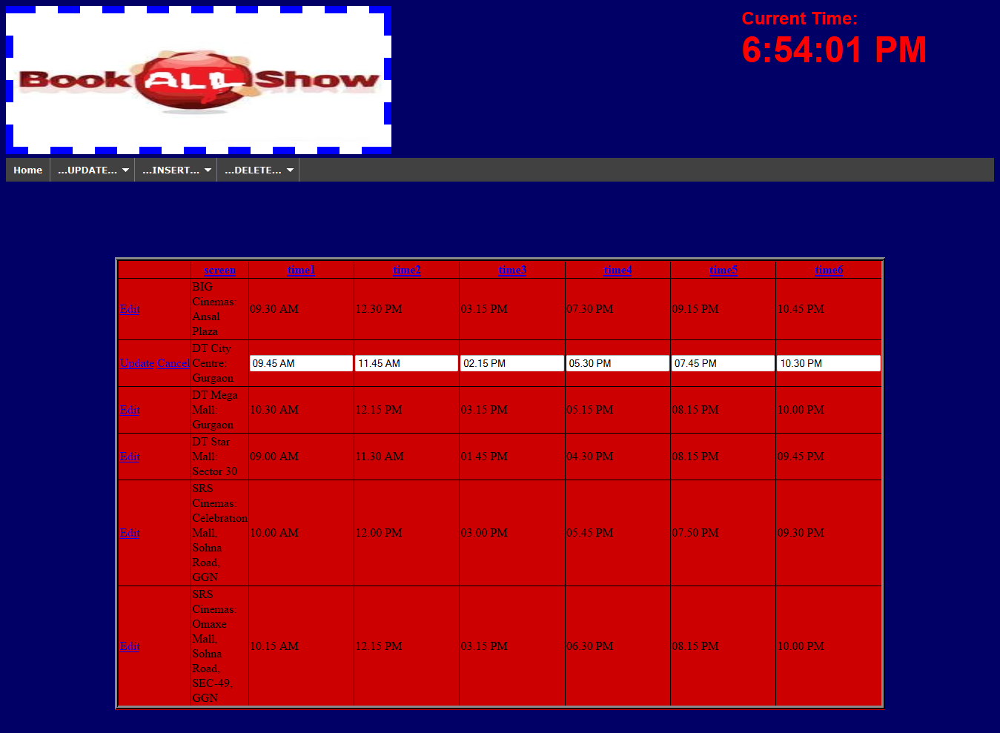 Book ALL Show
Current Time:
6:54:01 PM
Home ...UPDATE... ...INSERT... ...DELETE...
screen time1 time2 time3 time4 time5 time6
BIG
Cinemas:
Ansal
Plaza
Edit 09.30 AM 12.30 PM 03.15 PM 07.30 PM 09.15 PM 10.45 PM
DT City
Centre:
Gurgaon
Update Cancel 09.45 AM 11.45 AM 02.15 PM 05.30 PM 07.45 PM 10.30 PM
DT Mega
Mall:
Gurgaon
Edit 10.30 AM 12.15 PM 03.15 PM 05.15 PM 08.15 PM 10.00 PM
DT Star
Mall:
Sector 30
Edit 09.00 AM 11.30 AM 01.45 PM 04.30 PM 08.15 PM 09.45 PM
SRS
Cinemas:
Celebration
Mall,
Sohna
Road,
GGN
Edit 10.00 AM 12.00 PM 03.00 PM 05.45 PM 07.50 PM 09.30 PM
SRS
Cinemas:
Omaxe
Mall,
Sohna
Road,
SEC-49,
GGN
Edit 10.15 AM 12.15 PM 03.15 PM 06.30 PM 08.15 PM 10.00 PM